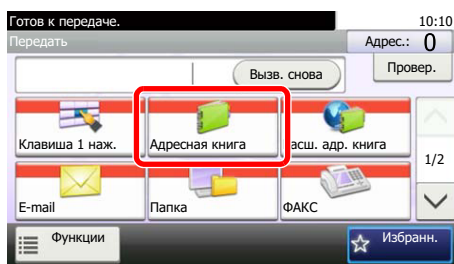 Готов к передаче. 10:10
Передать Адрес.: 0
Вызв. снова Провер.
Клавиша 1 наж. Адресная книга асш. адр. книга
1/2
E-mail Папка ФАКС
Функции Избранн.